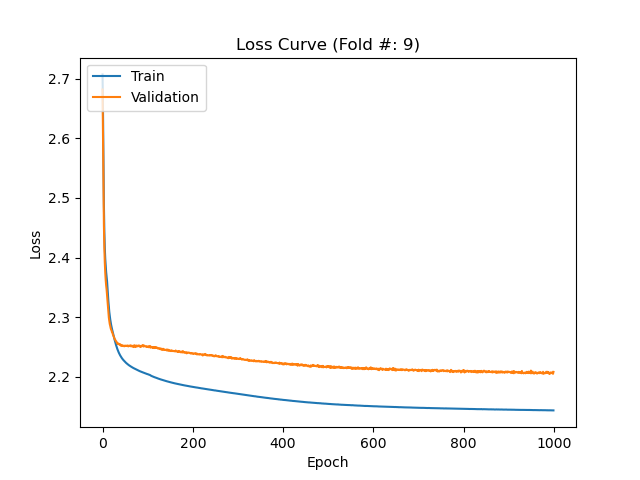 Loss Curve (Fold #: 9)
Train
Validation
2.7
2.6
2.5
2.4
2.3
2.2
Loss
0 200 400 600 800 1000
Epoch